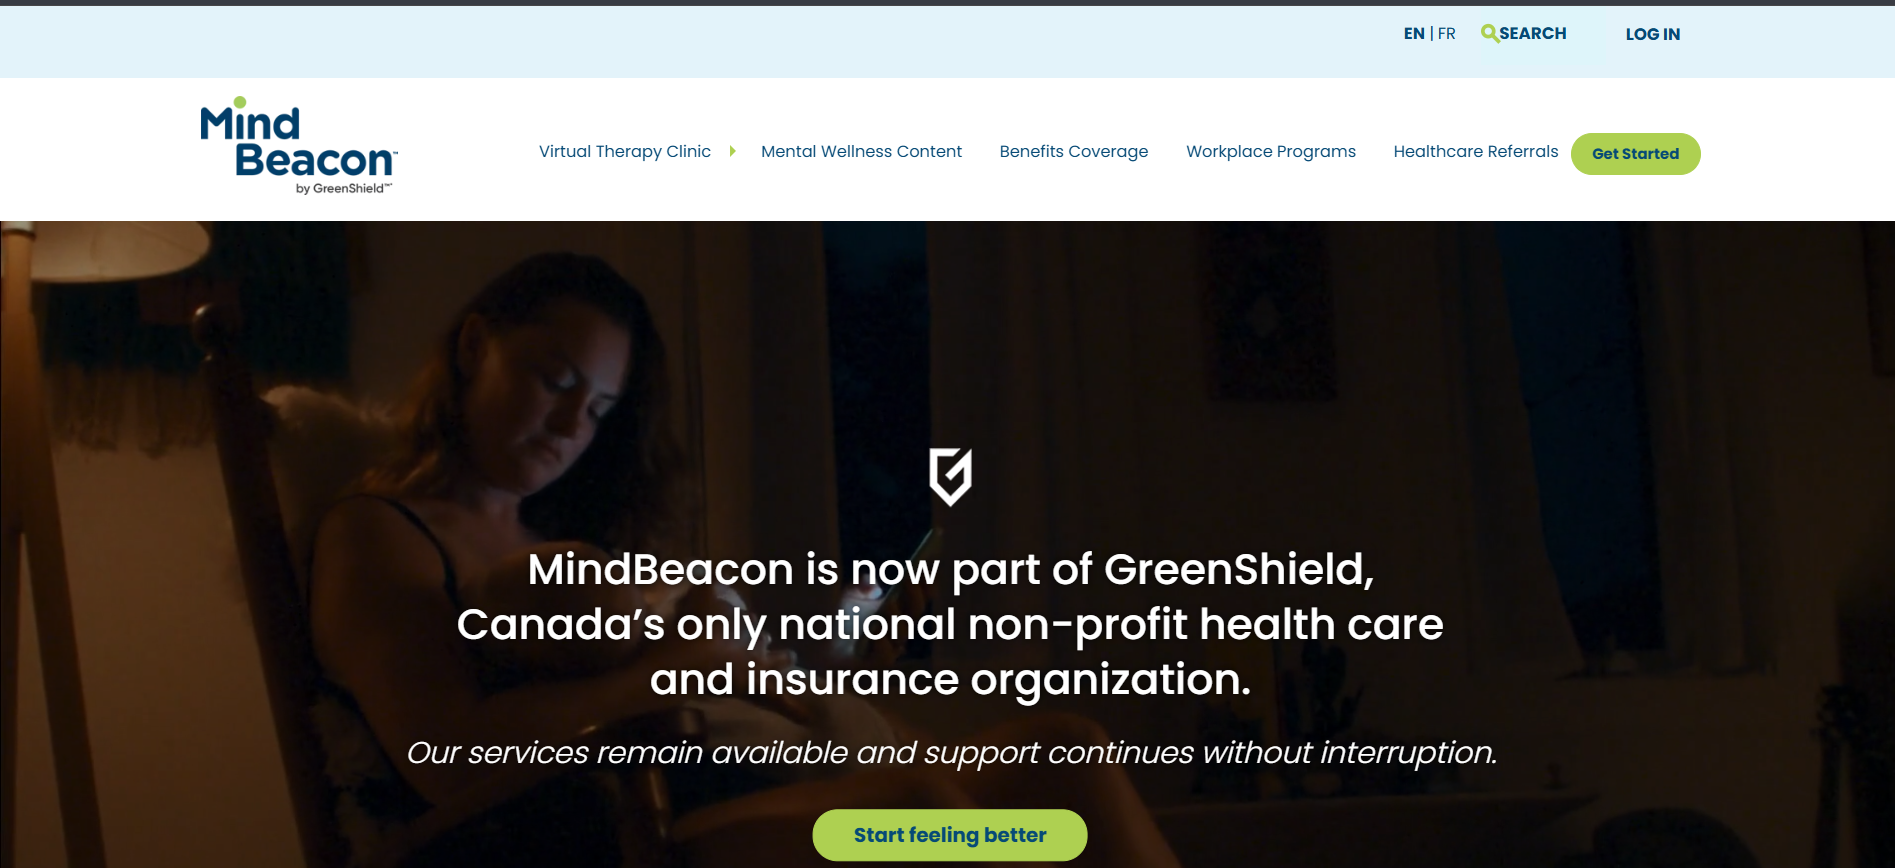 EN | FR
SEARCH
LOG IN
Mind
Beacon™
by GreenShield™
Virtual Therapy Clinic
Mental Wellness Content
Benefits Coverage
Workplace Programs
Healthcare Referrals
Get Started
MindBeacon is now part of GreenShield,
Canada’s only national non-profit health care
and insurance organization.
Our services remain available and support continues without interruption.
Start feeling better